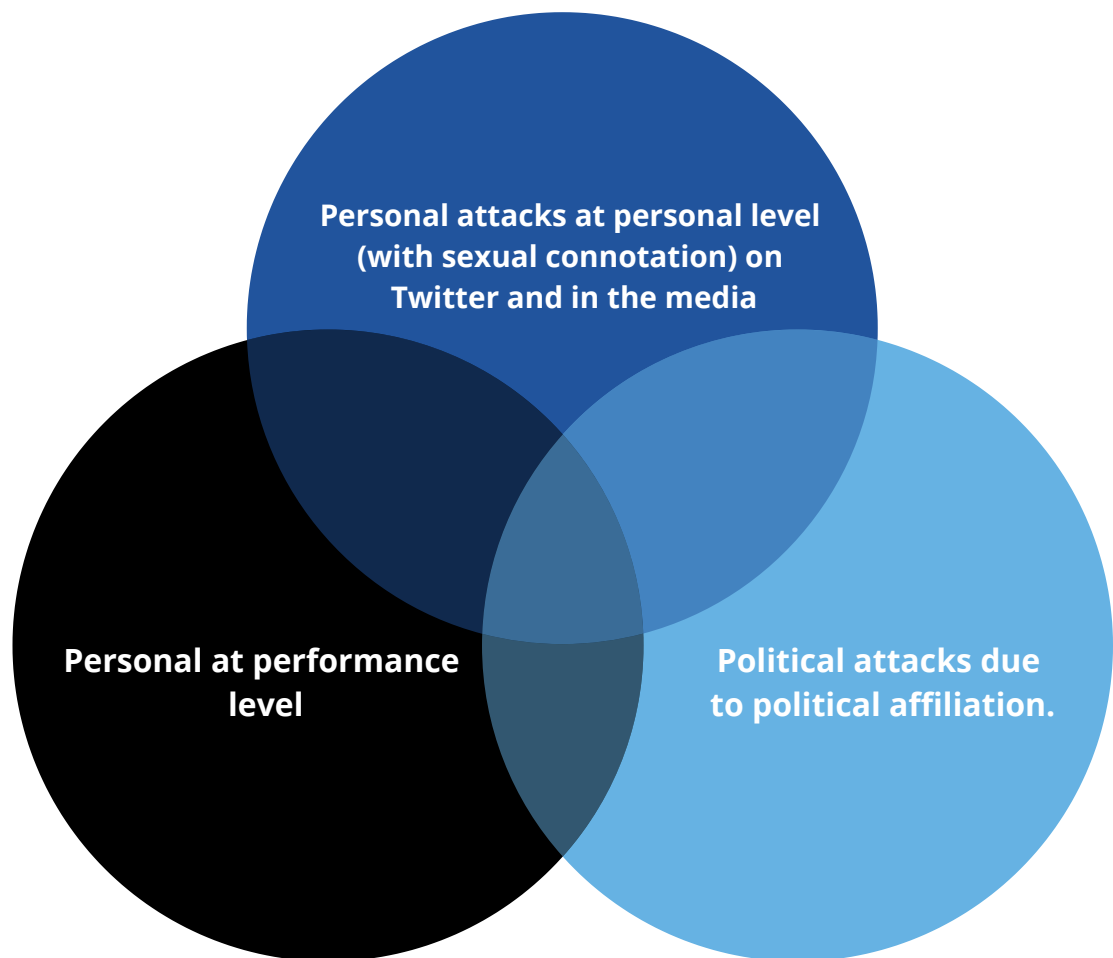 Personal attacks at personal level
(with sexual connotation) on
Twitter and in the media
Personal at performance
level
Political attacks due
to political affiliation.